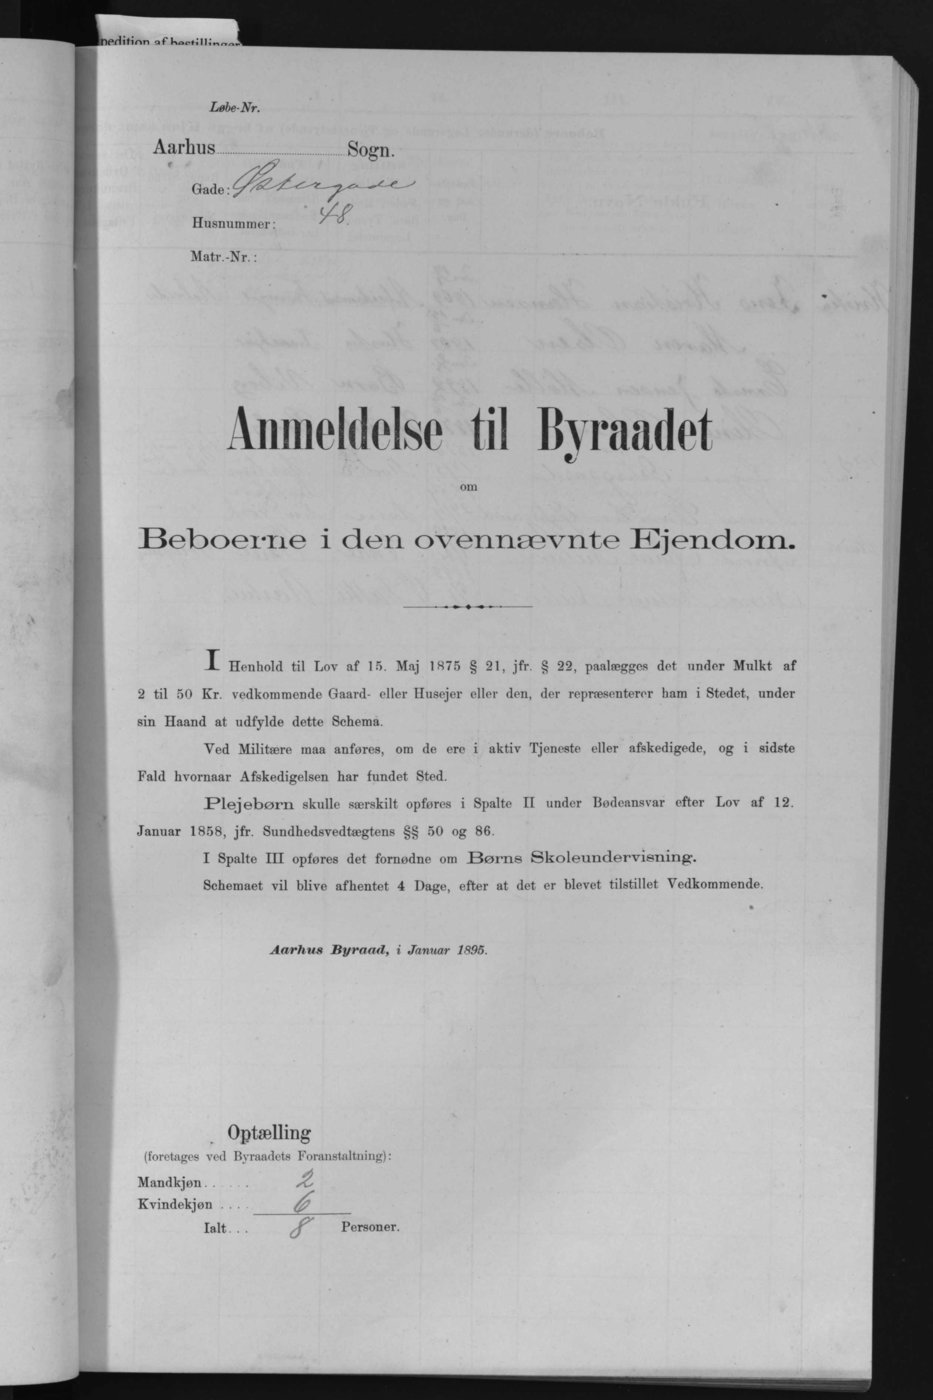 pedition af bestillinger
Løbe-Nr.
Aarhus Sogn.
Gade: Østergade
Husnummer: 48.
Matr.-Nr.:
Anmeldelse til Byraadet
om
Beboerne i den ovennævnte Ejendom.
I Henhold til Lov af 15. Maj 1875 § 21, jfr. § 22, paalægges det under Mulkt af
2 til 50 Kr. vedkommende Gaard- eller Husejer eller den, der repræsenterer ham i Stedet, under
sin Haand at udfylde dette Schema.
Ved Militære maa anføres, om de ere i aktiv Tjeneste eller afskedigede, og i sidste
Fald hvornaar Afskedigelsen har fundet Sted.
Plejebørn skulle særskilt opføres i Spalte II under Bødeansvar efter Lov af 12.
Januar 1858, jfr. Sundhedsvedtægtens §§ 50 og 86.
I Spalte III opføres det fornødne om Børns Skoleundervisning.
Schemaet vil blive afhentet 4 Dage, efter at det er blevet tilstillet Vedkommende.
Aarhus Byraad, i Januar 1895.
Optælling
(foretages ved Byraadets Foranstaltning):
Mandkjøn...... 2
Kvindekjøn .... 6
Ialt... 8 Personer.